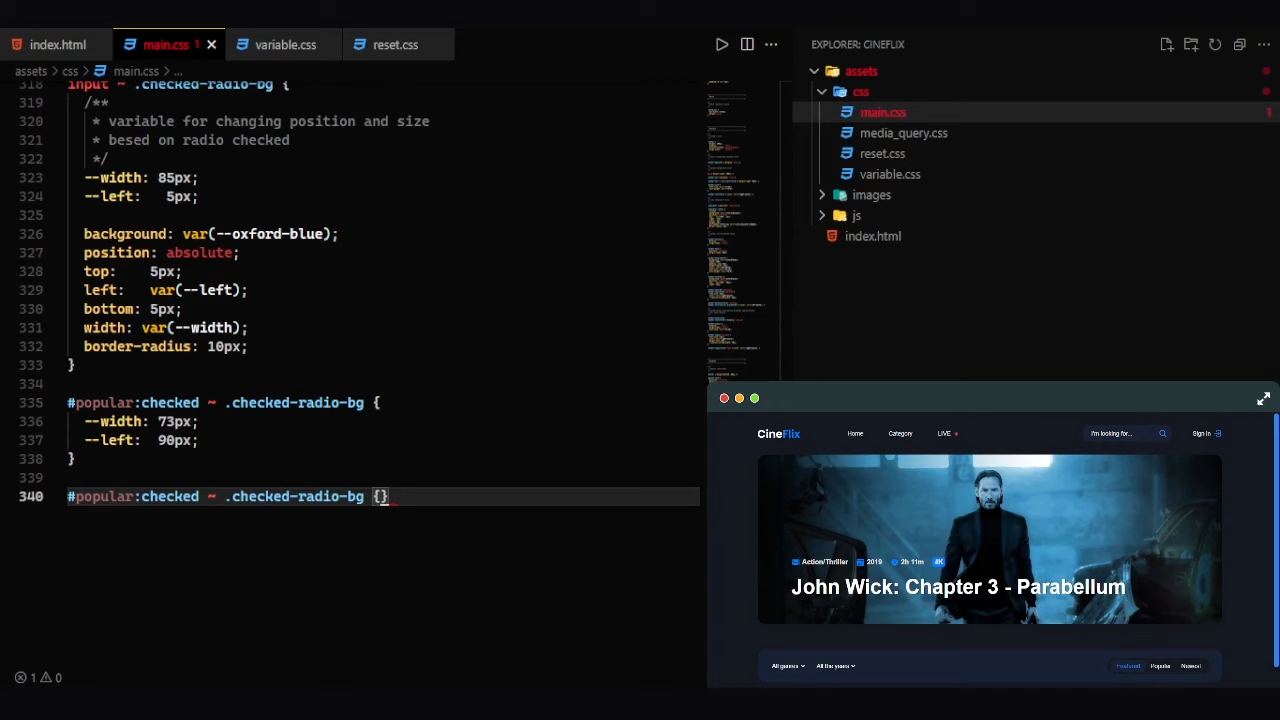 index.html
main.css 1
variable.css
reset.css
EXPLORER: CINEFLIX
assets > css > main.css > ...
318 input ~ .checked-radio-bg {
319 /**
320 * variable for changing position and size
321 * besed on radio checked
322 */
323 --width: 85px;
324 --left: 5px;
325
326 background: var(--oxford-blue);
327 position: absolute;
328 top: 5px;
329 left: var(--left);
330 bottom: 5px;
331 width: var(--width);
332 border-radius: 10px;
333 }
334
335 #popular:checked ~ .checked-radio-bg {
336 --width: 73px;
337 --left: 90px;
338 }
339
340 #popular:checked ~ .checked-radio-bg {}
1 0
assets
css
main.css 1
media_query.css
reset.css
variable.css
images
js
index.html
CineFlix Home Category LIVE I'm looking for... Sign in
Action/Thriller 2019 2h 11m 4K
John Wick: Chapter 3 - Parabellum
All genres All the years Featured Popular Newest